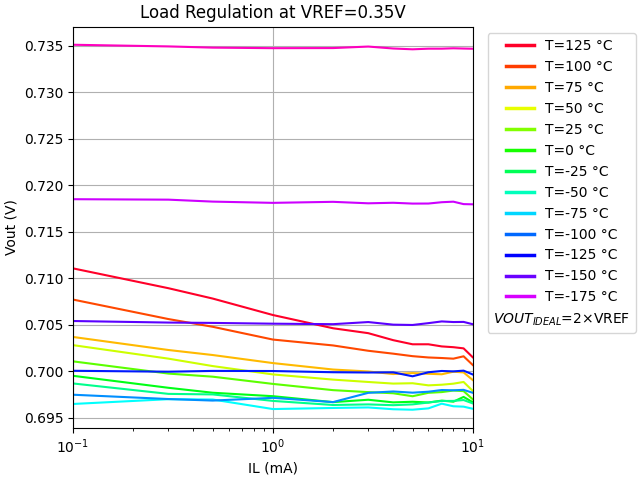 Load Regulation at VREF=0.35V
Vout (V)
0.735
0.730
0.725
0.720
0.715
0.710
0.705
0.700
0.695
10⁻¹
10⁰
10¹
IL (mA)
T=125 °C
T=100 °C
T=75 °C
T=50 °C
T=25 °C
T=0 °C
T=-25 °C
T=-50 °C
T=-75 °C
T=-100 °C
T=-125 °C
T=-150 °C
T=-175 °C
VOUT_IDEAL=2×VREF